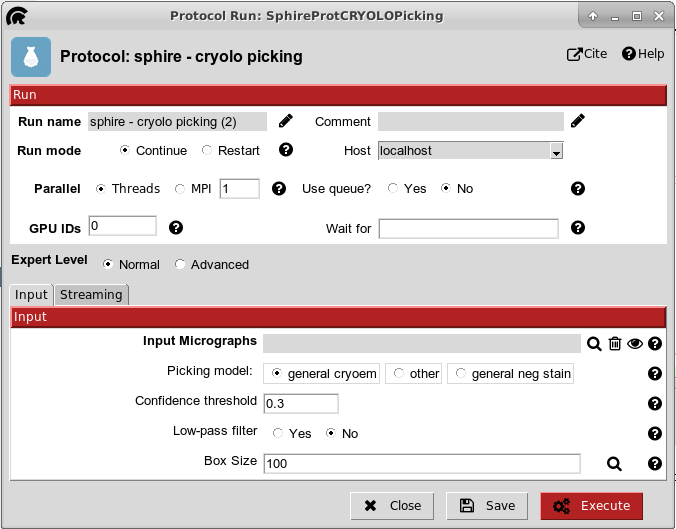 Protocol Run: SphireProtCRYOLOPicking
Protocol: sphire - cryolo picking
Cite
Help
Run
Run name sphire - cryolo picking (2) Comment
Run mode Continue Restart Host localhost
Parallel Threads MPI 1 Use queue? Yes No
GPU IDs 0 Wait for
Expert Level Normal Advanced
Input Streaming
Input
Input Micrographs
Picking model: general cryoem other general neg stain
Confidence threshold 0.3
Low-pass filter Yes No
Box Size 100
Close Save Execute